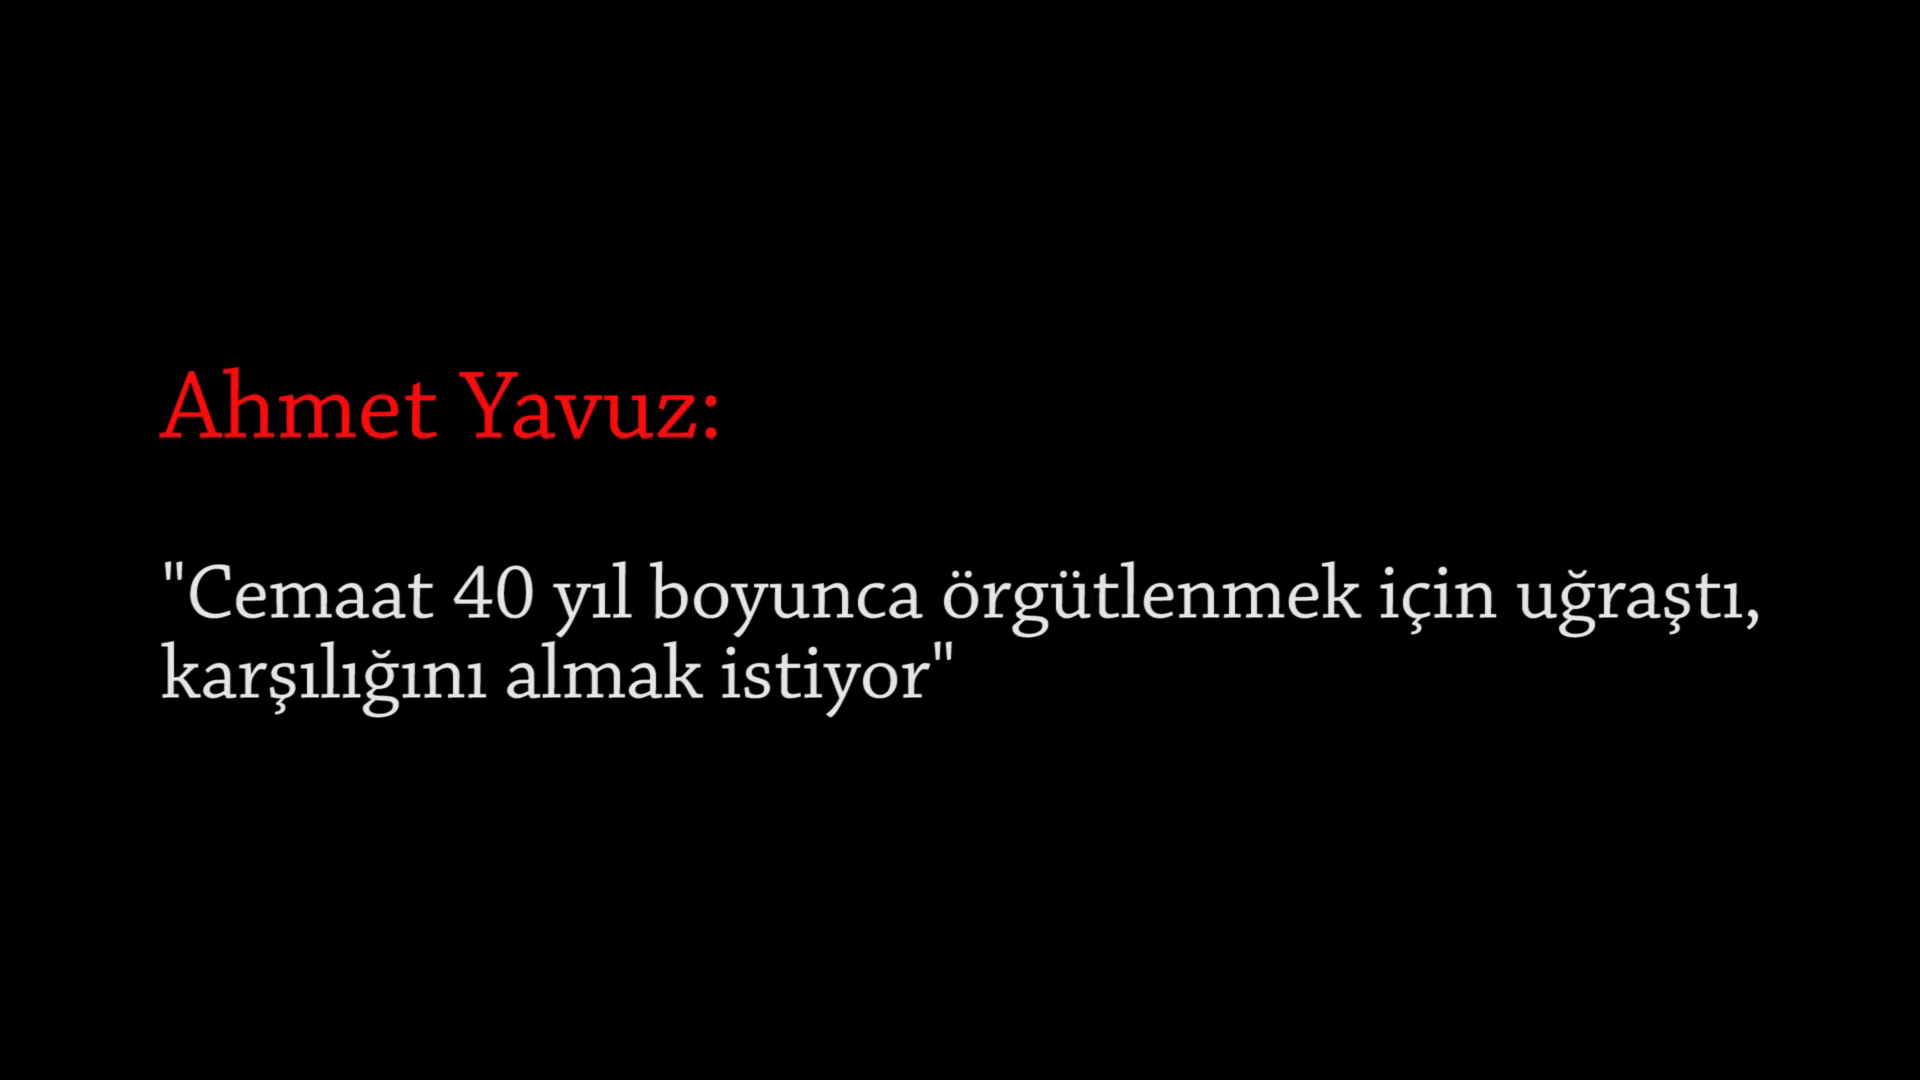 Ahmet Yavuz:
"Cemaat 40 yıl boyunca örgütlenmek için uğraştı,
karşılığını almak istiyor"